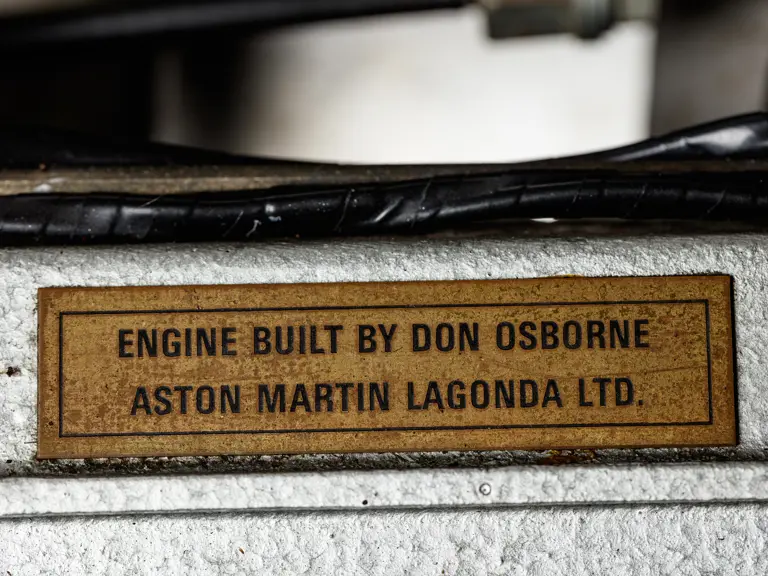 ENGINE BUILT BY DON OSBORNE
ASTON MARTIN LAGONDA LTD.